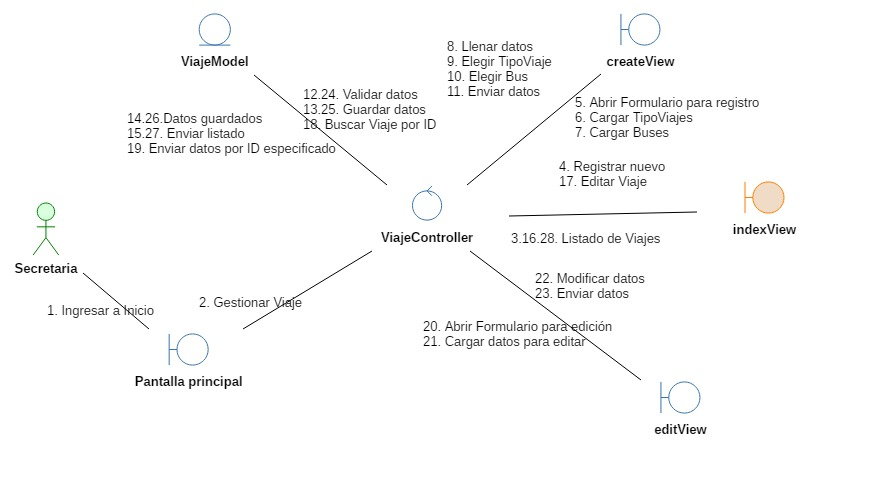 ViajeModel
createView
8. Llenar datos
9. Elegir TipoViaje
10. Elegir Bus
11. Enviar datos
12.24. Validar datos
13.25. Guardar datos
18. Buscar Viaje por ID
14.26.Datos guardados
15.27. Enviar listado
19. Enviar datos por ID especificado
5. Abrir Formulario para registro
6. Cargar TipoViajes
7. Cargar Buses
4. Registrar nuevo
17. Editar Viaje
ViajeController
indexView
3.16.28. Listado de Viajes
Secretaria
1. Ingresar a Inicio
2. Gestionar Viaje
22. Modificar datos
23. Enviar datos
20. Abrir Formulario para edición
21. Cargar datos para editar
Pantalla principal
editView